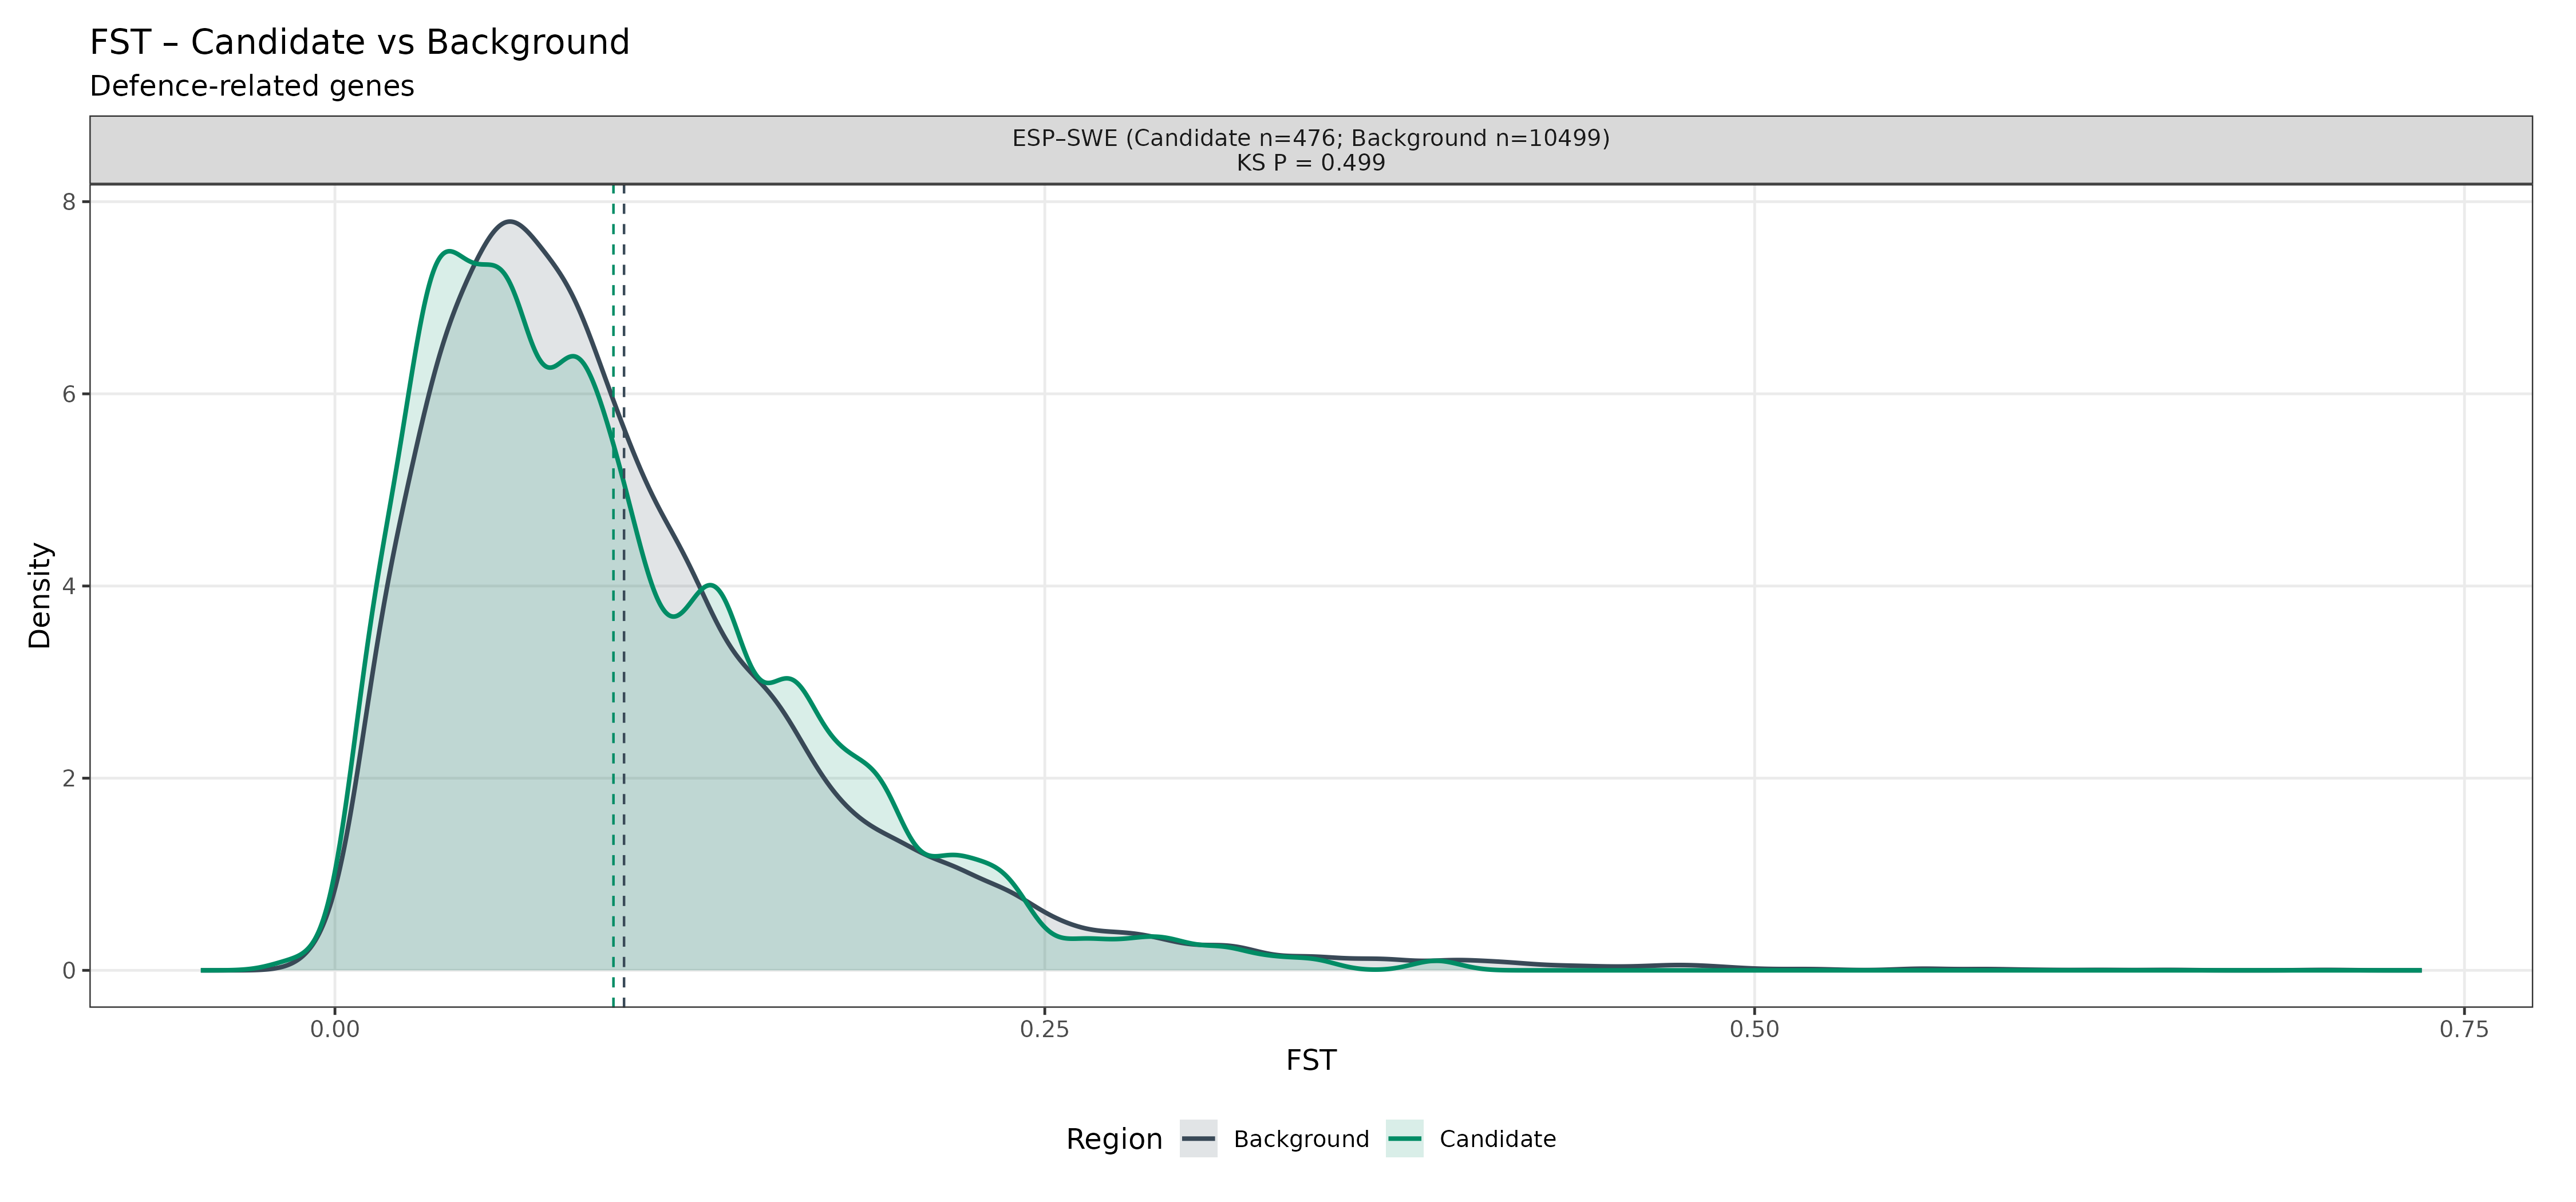 FST – Candidate vs Background
Defence-related genes
ESP–SWE (Candidate n=476; Background n=10499)
KS P = 0.499
8
6
4
2
0
Density
0.00
0.25
0.50
0.75
FST
Region
Background
Candidate